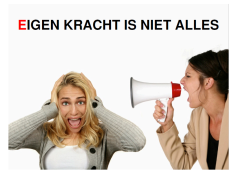 EIGEN KRACHT IS NIET ALLES